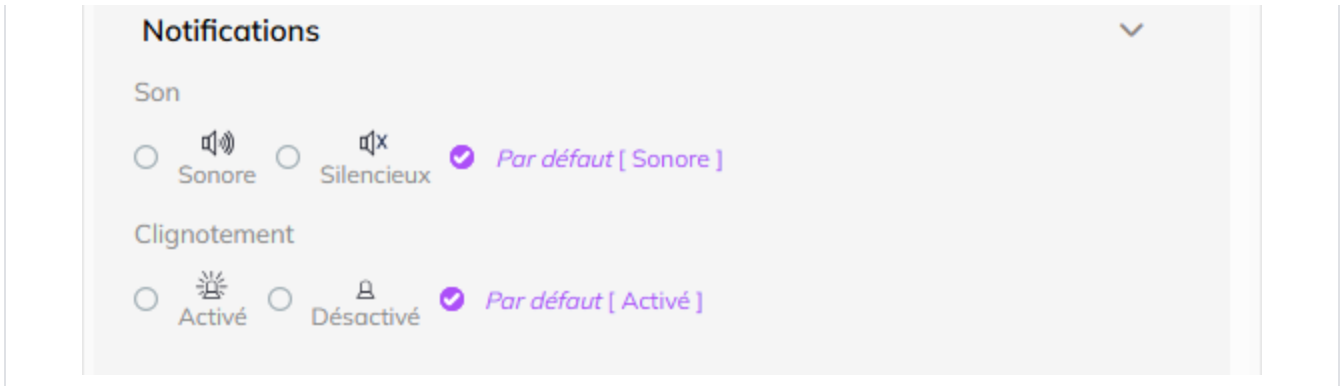 Notifications
Son
Sonore Silencieux Par défaut [ Sonore ]
Clignotement
Activé Désactivé Par défaut [ Activé ]